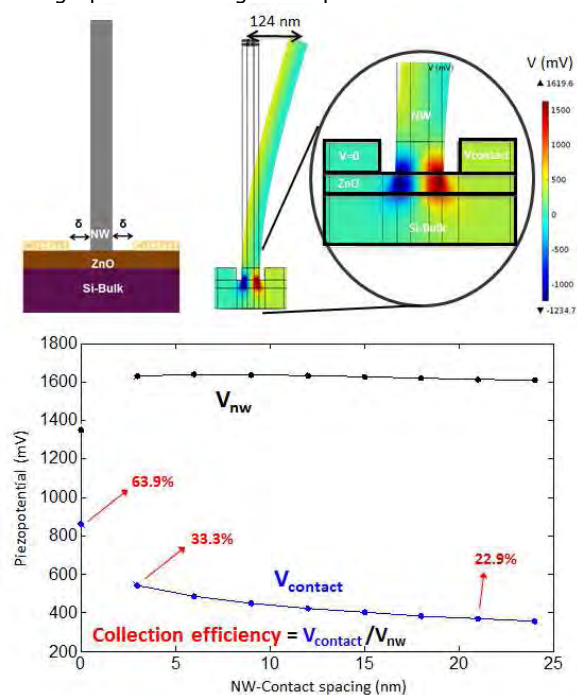 124 nm
V (mV)
▲ 1619.6
V (mV)
1500
1000
500
0
-500
-1000
▼ -1234.7
NW
V=0
Vcontact
ZnO
Si-Bulk
δ
δ
NW
ZnO
Si-Bulk
1800
1600
1400
1200
1000
800
600
400
200
Piezopotential (mV)
Vnw
63.9%
33.3%
22.9%
Vcontact
Collection efficiency = Vcontact/Vnw
0
5
10
15
20
25
NW-Contact spacing (nm)